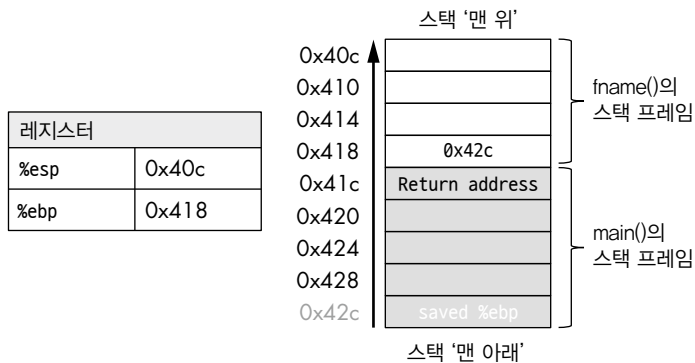 스택 ‘맨 위’
0x40c
0x410
0x414
0x418 0x42c
0x41c Return address
0x420
0x424
0x428
0x42c saved %ebp
스택 ‘맨 아래’
fname()의
스택 프레임
main()의
스택 프레임
레지스터
%esp 0x40c
%ebp 0x418